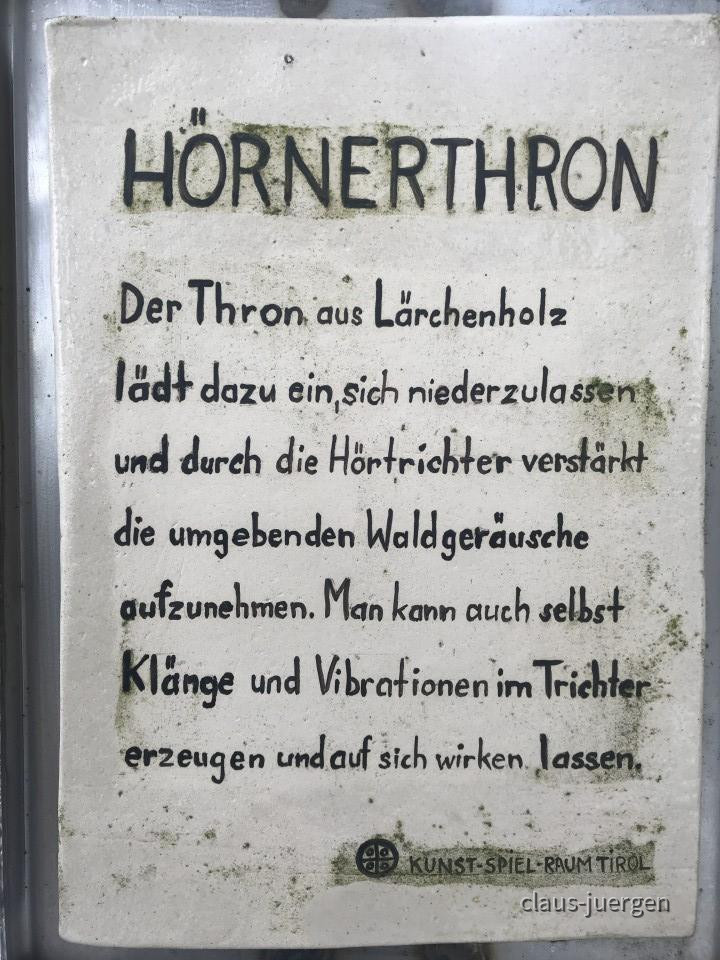 HÖRNERTHRON
Der Thron aus Lärchenholz
lädt dazu ein, sich niederzulassen
und durch die Hörtrichter verstärkt
die umgebenden Waldgeräusche
aufzunehmen. Man kann auch selbst
Klänge und Vibrationen im Trichter
erzeugen und auf sich wirken lassen.
KUNST-SPIEL-RAUM TIROL
claus-juergen